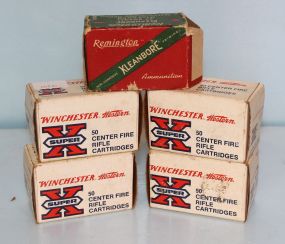 Remington
KLEANBORE
Ammunition
WINCHESTER Western
SUPER X
50
CENTER FIRE
RIFLE
CARTRIDGES
WINCHESTER Western
SUPER X
50
CENTER FIRE
RIFLE
CARTRIDGES
WINCHESTER Western
SUPER X
50
CENTER FIRE
RIFLE
CARTRIDGES
WINCHESTER Western
SUPER X
50
CENTER FIRE
RIFLE
CARTRIDGES